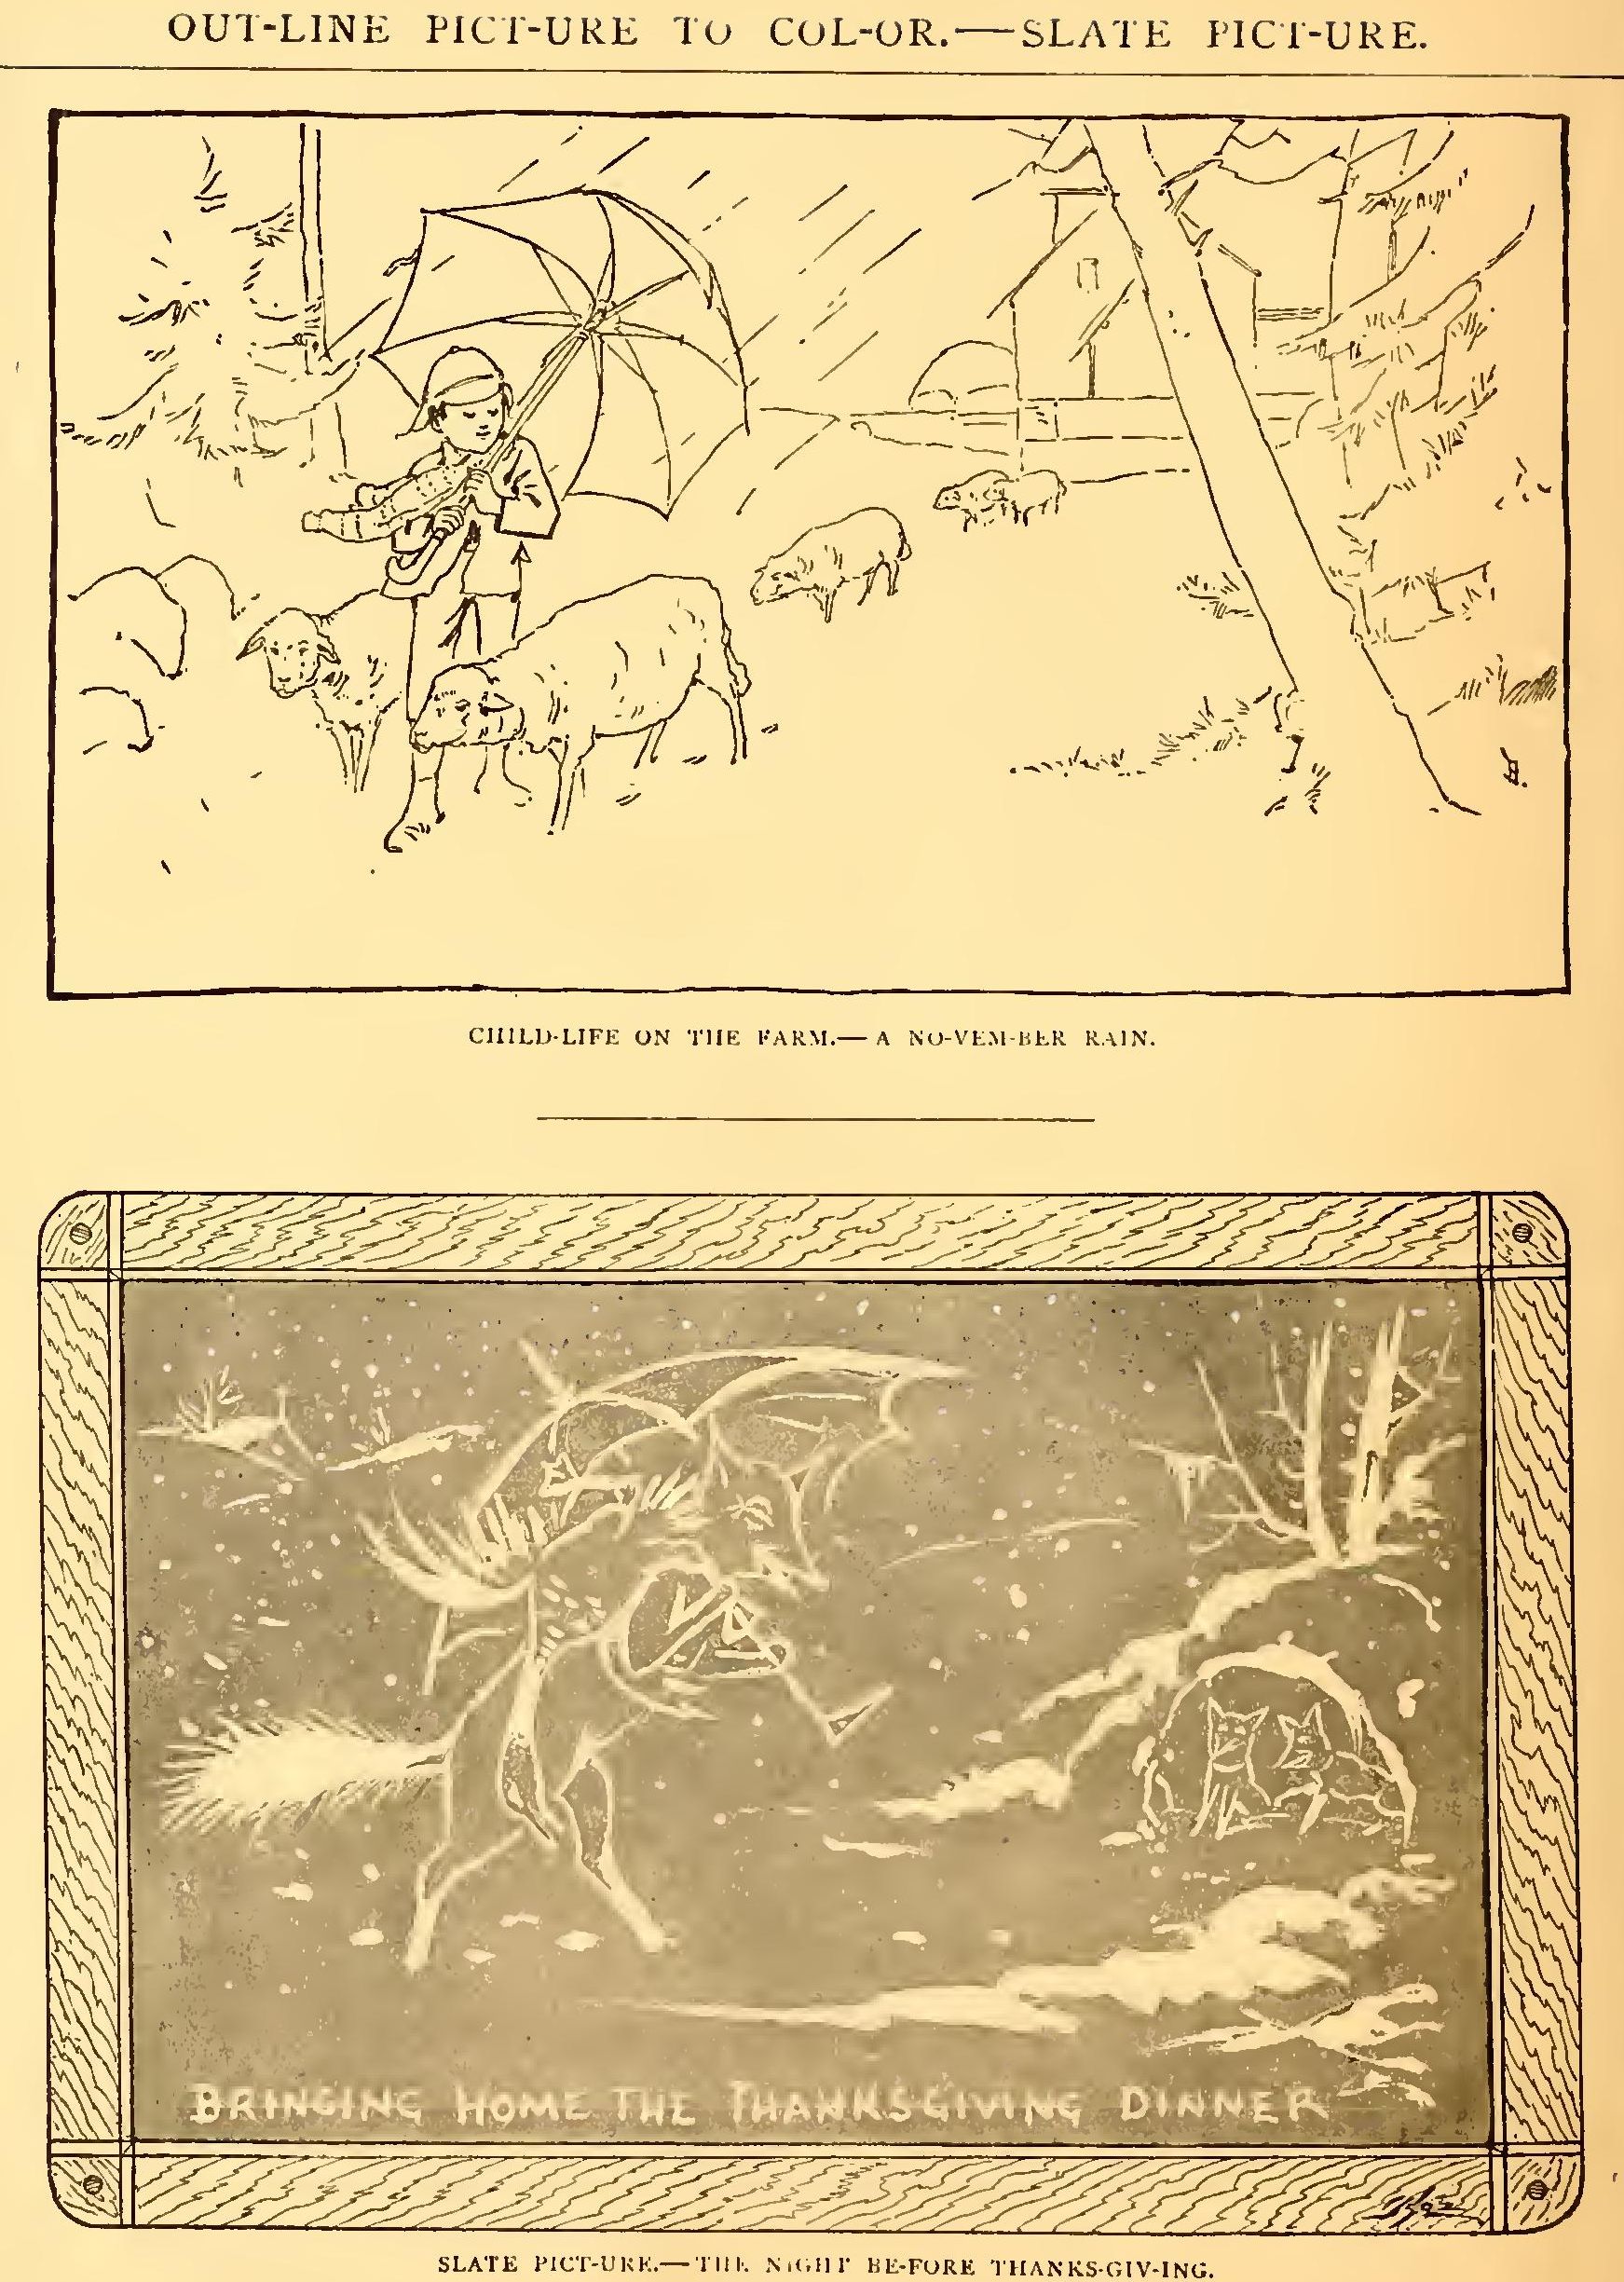 OUT-LINE PICT-URE TO COL-OR.—SLATE PICT-URE.
CHILD-LIFE ON THE FARM.—A NO-VEM-BER RAIN.
BRINGING HOME THE THANKSGIVING DINNER
SLATE PICT-URE.—THE NIGHT BE-FORE THANKS-GIV-ING.